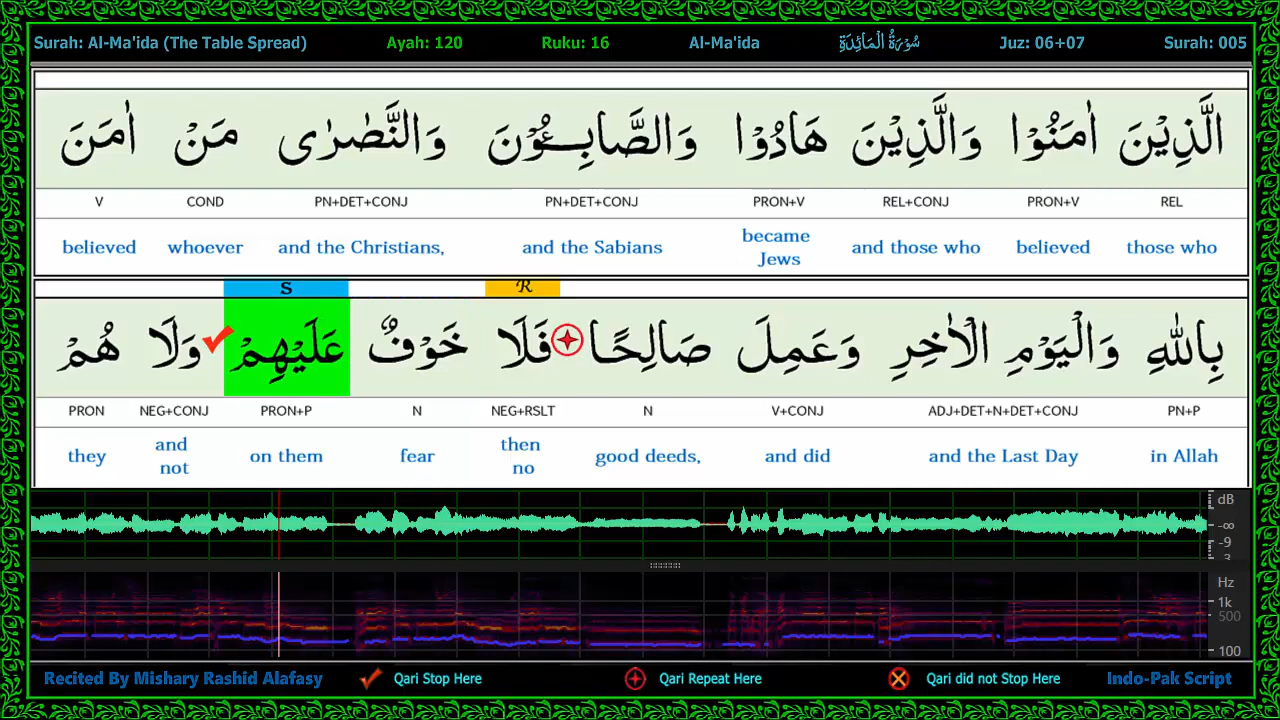 Surah: Al-Ma'ida (The Table Spread) Ayah: 120 Ruku: 16 Al-Ma'ida سُوْرَةُ الْمَآئِدَةِ Juz: 06+07 Surah: 005
الَّذِیْنَ اٰمَنُوْا وَالَّذِیْنَ هَادُوْا وَالصَّابِـُٔوْنَ وَالنَّصٰرٰی مَنْ اٰمَنَ
V COND PN+DET+CONJ PN+DET+CONJ PRON+V REL+CONJ PRON+V REL
believed whoever and the Christians, and the Sabians became Jews and those who believed those who
S R
بِاللّٰهِ وَالْیَوْمِ الْاٰخِرِ وَعَمِلَ صَالِحًا فَلَا خَوْفٌ عَلَیْهِمْ وَلَا هُمْ
PRON NEG+CONJ PRON+P N NEG+RSLT N V+CONJ ADJ+DET+N+DET+CONJ PN+P
they and not on them fear then no good deeds, and did and the Last Day in Allah
dB
-∞
-9
3
Hz
1k
500
100
Recited By Mishary Rashid Alafasy Qari Stop Here Qari Repeat Here Qari did not Stop Here Indo-Pak Script